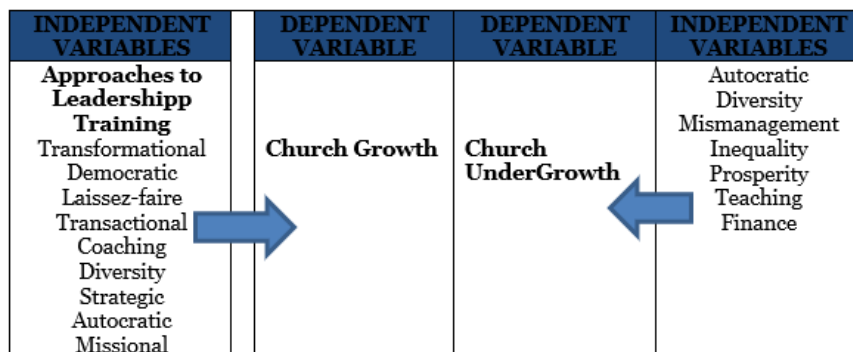 INDEPENDENT VARIABLES
DEPENDENT VARIABLE
DEPENDENT VARIABLE
INDEPENDENT VARIABLES
Approaches to
Leadershipp
Training
Transformational
Democratic
Laissez-faire
Transactional
Coaching
Diversity
Strategic
Autocratic
Missional
Church Growth
Church
UnderGrowth
Autocratic
Diversity
Mismanagement
Inequality
Prosperity
Teaching
Finance